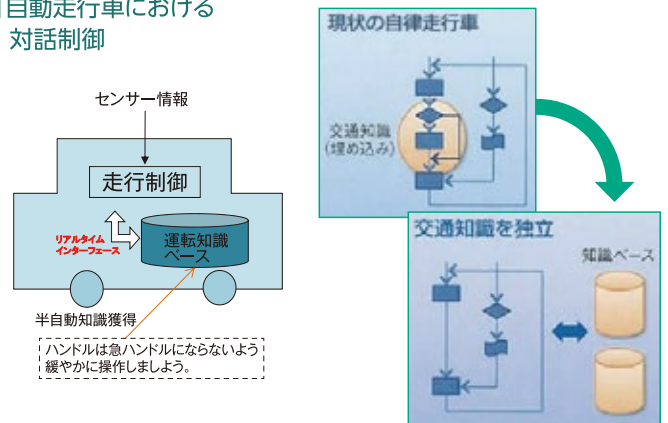 自動走行車における
対話制御
センサー情報
走行制御
リアルタイム
インターフェース
運転知識
ベース
半自動知識獲得
ハンドルは急ハンドルにならないよう
緩やかに操作しましよう。
現状の自律走行車
交通知識
(埋め込み)
交通知識を独立
知識ベース